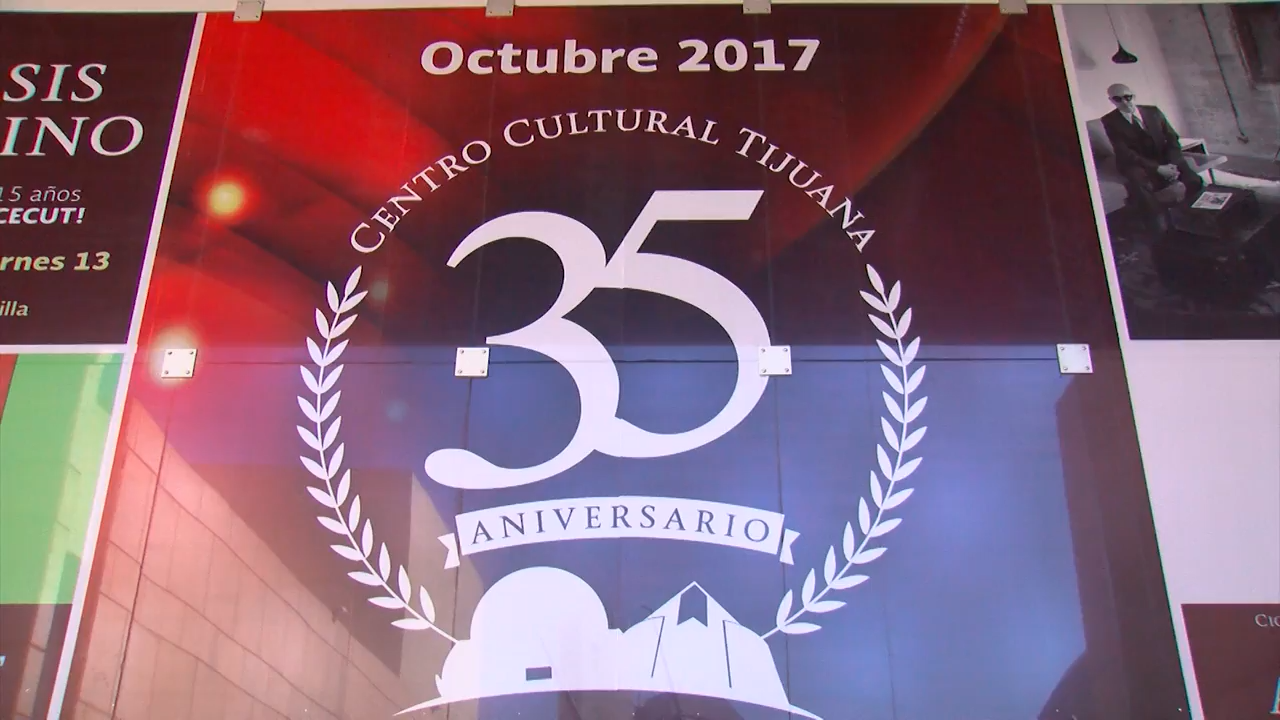 Octubre 2017
CENTRO CULTURAL TIJUANA
35
ANIVERSARIO
SIS
INO
15 años
CECUT!
rnes 13
illa